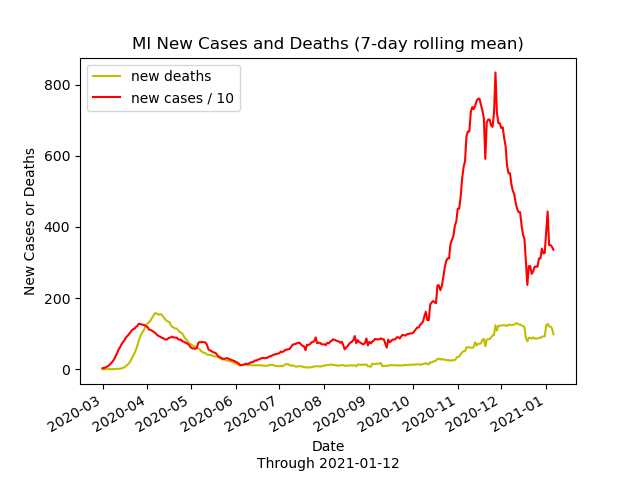 MI New Cases and Deaths (7-day rolling mean)
new deaths
new cases / 10
New Cases or Deaths
800
600
400
200
0
2020-03
2020-04
2020-05
2020-06
2020-07
2020-08
2020-09
2020-10
2020-11
2020-12
2021-01
Date
Through 2021-01-12